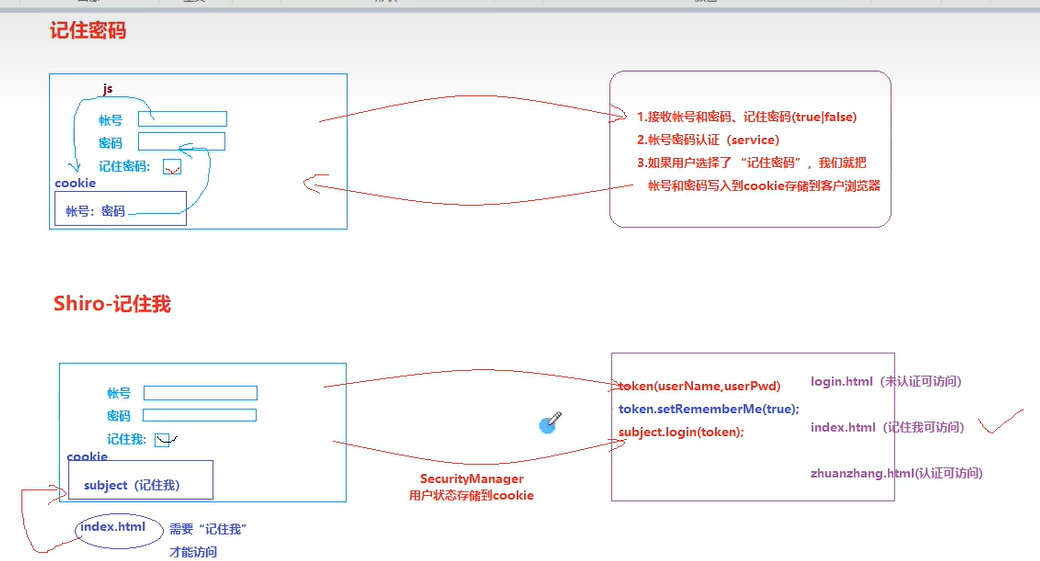 记住密码
js
帐号
密码
记住密码:
cookie
帐号：密码
1.接收帐号和密码、记住密码(true|false)
2.帐号密码认证（service）
3.如果用户选择了 “记住密码”，我们就把
帐号和密码写入到cookie存储到客户浏览器
Shiro-记住我
帐号
密码
记住我:
cookie
subject（记住我）
index.html
需要“记住我”
才能访问
SecurityManager
用户状态存储到cookie
token(userName,userPwd)
token.setRememberMe(true);
subject.login(token);
login.html（未认证可访问）
index.html（记住我可访问）
zhuanzhang.html(认证可访问)